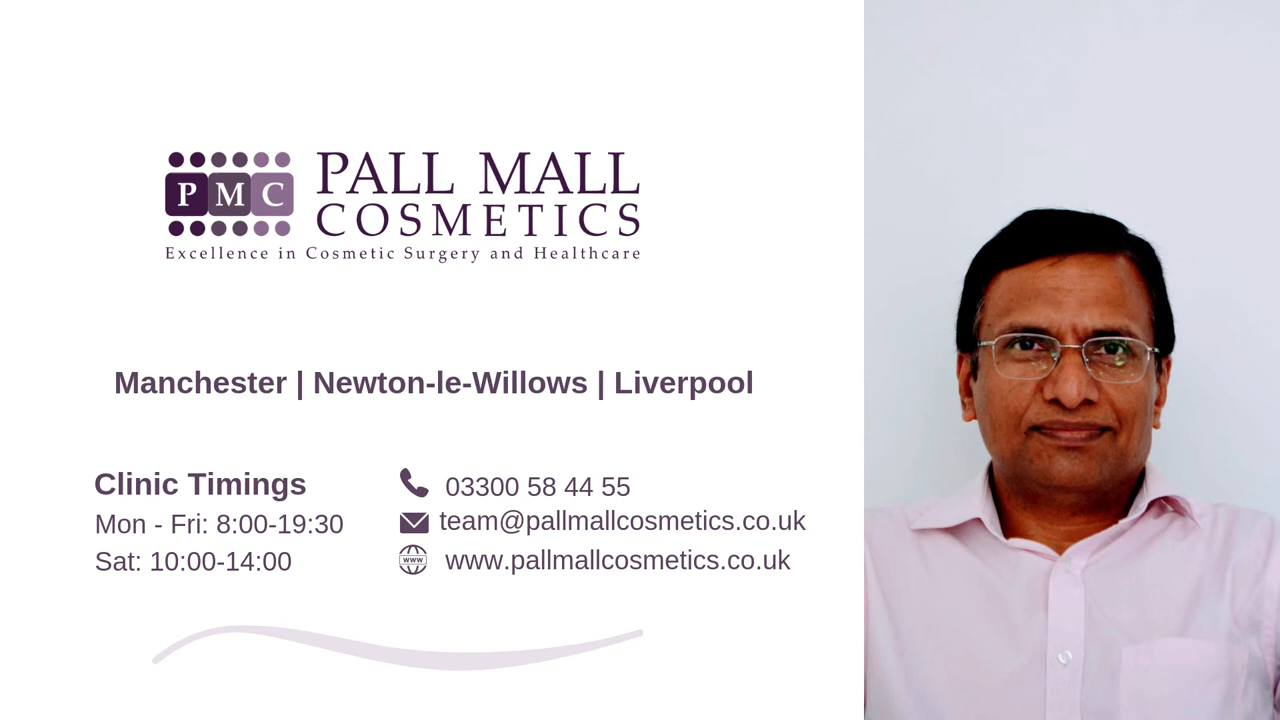 P M C
PALL MALL
COSMETICS
Excellence in Cosmetic Surgery and Healthcare
Manchester | Newton-le-Willows | Liverpool
Clinic Timings
Mon - Fri: 8:00-19:30
Sat: 10:00-14:00
03300 58 44 55
team@pallmallcosmetics.co.uk
www
www.pallmallcosmetics.co.uk